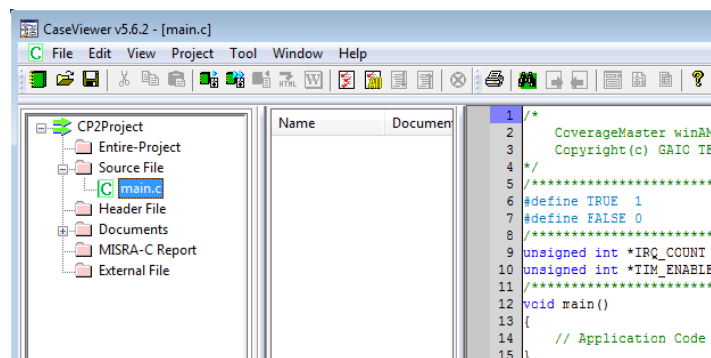 CaseViewer v5.6.2 - [main.c]
C File Edit View Project Tool Window Help
CP2Project
Entire-Project
Source File
C main.c
Header File
Documents
MISRA-C Report
External File
Name Documen
1 /*
2 CoverageMaster winAM
3 Copyright(c) GAIO TE
4 */
5 /************************
6 #define TRUE 1
7 #define FALSE 0
8 /************************
9 unsigned int *IRQ_COUNT
10 unsigned int *TIM_ENABLE
11 /************************
12 void main()
13 {
14 // Application Code
15 }